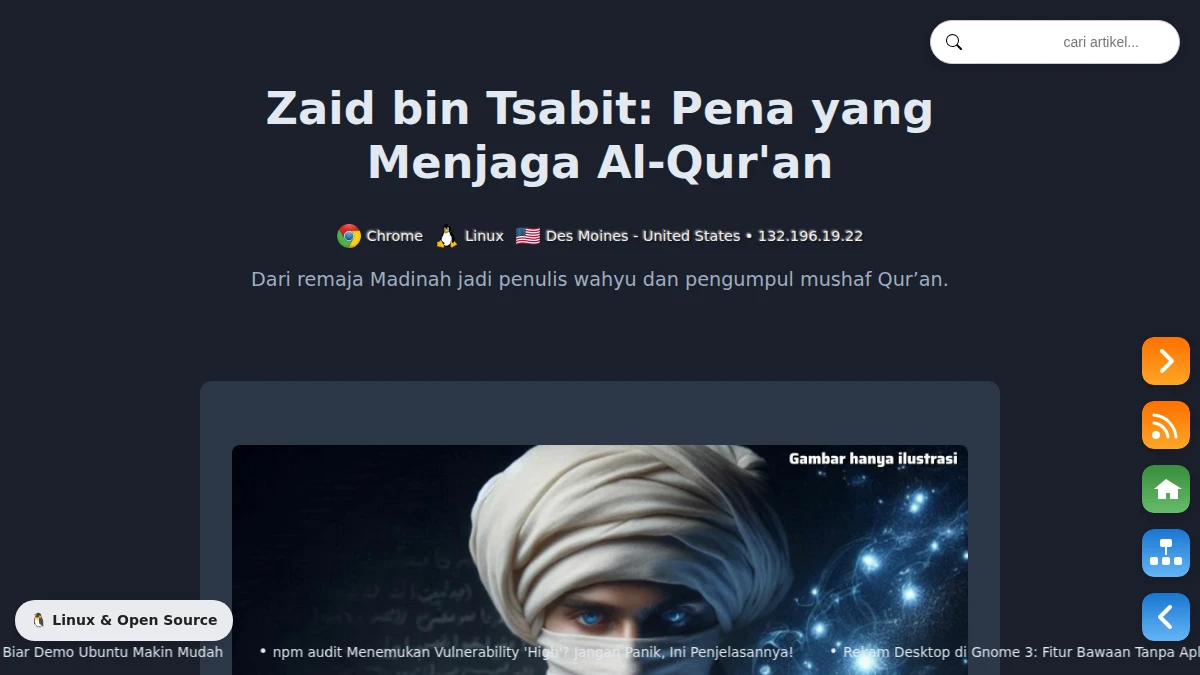 cari artikel...
Zaid bin Tsabit: Pena yang
Menjaga Al-Qur'an
Chrome Linux Des Moines - United States • 132.196.19.22
Dari remaja Madinah jadi penulis wahyu dan pengumpul mushaf Qur’an.
Gambar hanya ilustrasi
Linux & Open Source
Biar Demo Ubuntu Makin Mudah • npm audit Menemukan Vulnerability 'High'? Jangan Panik, Ini Penjelasannya! • Rekam Desktop di Gnome 3: Fitur Bawaan Tanpa Apl